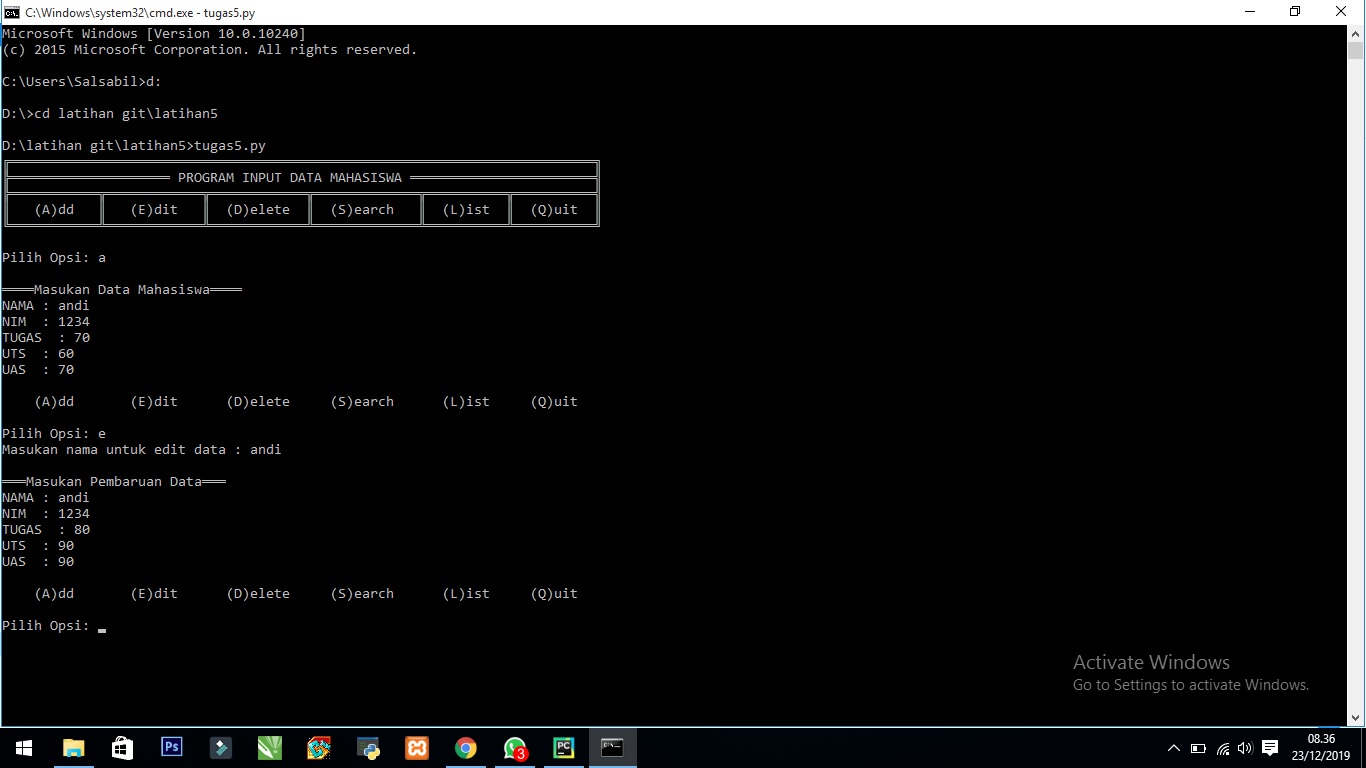 C:\Windows\system32\cmd.exe - tugas5.py
Microsoft Windows [Version 10.0.10240]
(c) 2015 Microsoft Corporation. All rights reserved.
C:\Users\Salsabil>d:
D:\>cd latihan git\latihan5
D:\latihan git\latihan5>tugas5.py
PROGRAM INPUT DATA MAHASISWA
(A)dd (E)dit (D)elete (S)earch (L)ist (Q)uit
Pilih Opsi: a
════Masukan Data Mahasiswa════
NAMA : andi
NIM  : 1234
TUGAS  : 70
UTS  : 60
UAS  : 70
(A)dd (E)dit (D)elete (S)earch (L)ist (Q)uit
Pilih Opsi: e
Masukan nama untuk edit data : andi
═══Masukan Pembaruan Data═══
NAMA : andi
NIM  : 1234
TUGAS  : 80
UTS  : 90
UAS  : 90
(A)dd (E)dit (D)elete (S)earch (L)ist (Q)uit
Pilih Opsi:
Activate Windows
Go to Settings to activate Windows.
Ps
3
PC
C:\
08.36
23/12/2019